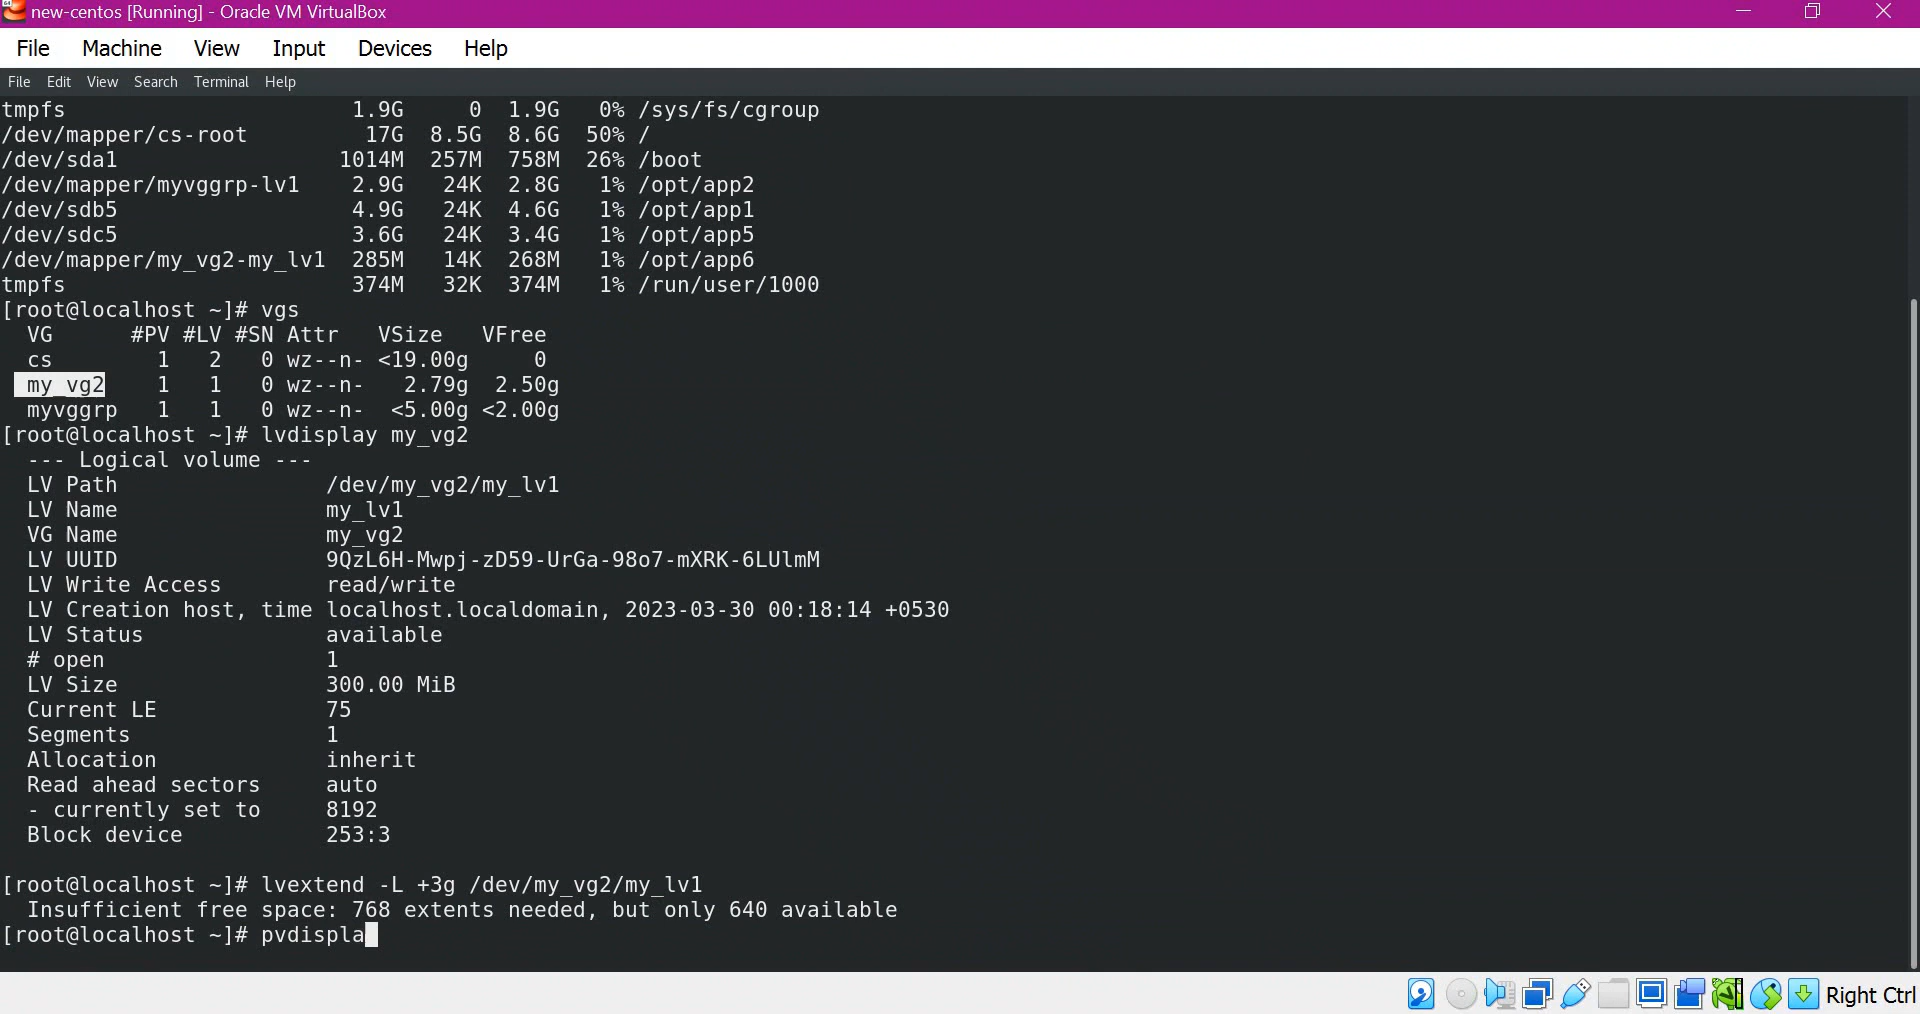 new-centos [Running] - Oracle VM VirtualBox
File Machine View Input Devices Help
File Edit View Search Terminal Help
tmpfs 1.9G 0 1.9G 0% /sys/fs/cgroup
/dev/mapper/cs-root 17G 8.5G 8.6G 50% /
/dev/sda1 1014M 257M 758M 26% /boot
/dev/mapper/myvggrp-lv1 2.9G 24K 2.8G 1% /opt/app2
/dev/sdb5 4.9G 24K 4.6G 1% /opt/app1
/dev/sdc5 3.6G 24K 3.4G 1% /opt/app5
/dev/mapper/my_vg2-my_lv1 285M 14K 268M 1% /opt/app6
tmpfs 374M 32K 374M 1% /run/user/1000
[root@localhost ~]# vgs
VG #PV #LV #SN Attr VSize VFree
cs 1 2 0 wz--n- <19.00g 0
my_vg2 1 1 0 wz--n- 2.79g 2.50g
myvggrp 1 1 0 wz--n- <5.00g <2.00g
[root@localhost ~]# lvdisplay my_vg2
--- Logical volume ---
LV Path /dev/my_vg2/my_lv1
LV Name my_lv1
VG Name my_vg2
LV UUID 9QzL6H-Mwpj-zD59-UrGa-98o7-mXRK-6LUlmM
LV Write Access read/write
LV Creation host, time localhost.localdomain, 2023-03-30 00:18:14 +0530
LV Status available
# open 1
LV Size 300.00 MiB
Current LE 75
Segments 1
Allocation inherit
Read ahead sectors auto
- currently set to 8192
Block device 253:3
[root@localhost ~]# lvextend -L +3g /dev/my_vg2/my_lv1
Insufficient free space: 768 extents needed, but only 640 available
[root@localhost ~]# pvdispla
Right Ctrl